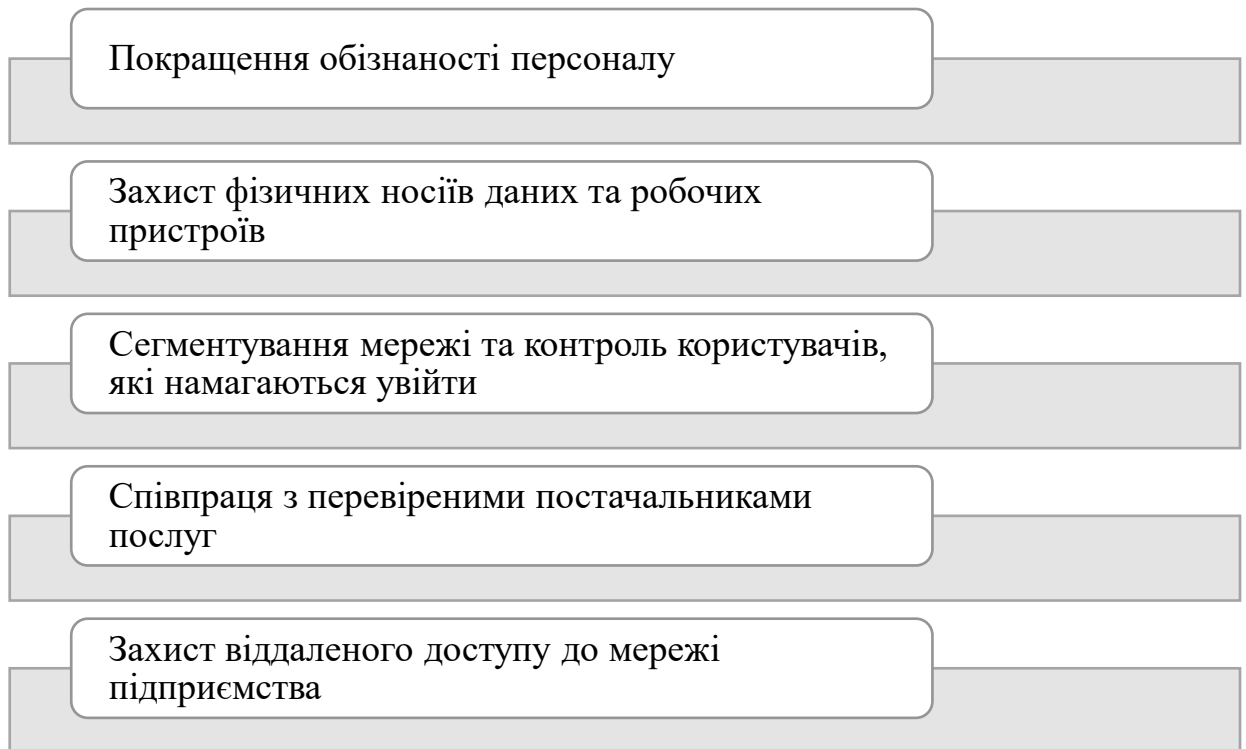 Покращення обізнаності персоналу
Захист фізичних носіїв даних та робочих
пристроїв
Сегментування мережі та контроль користувачів,
які намагаються увійти
Співпраця з перевіреними постачальниками
послуг
Захист віддаленого доступу до мережі
підприємства